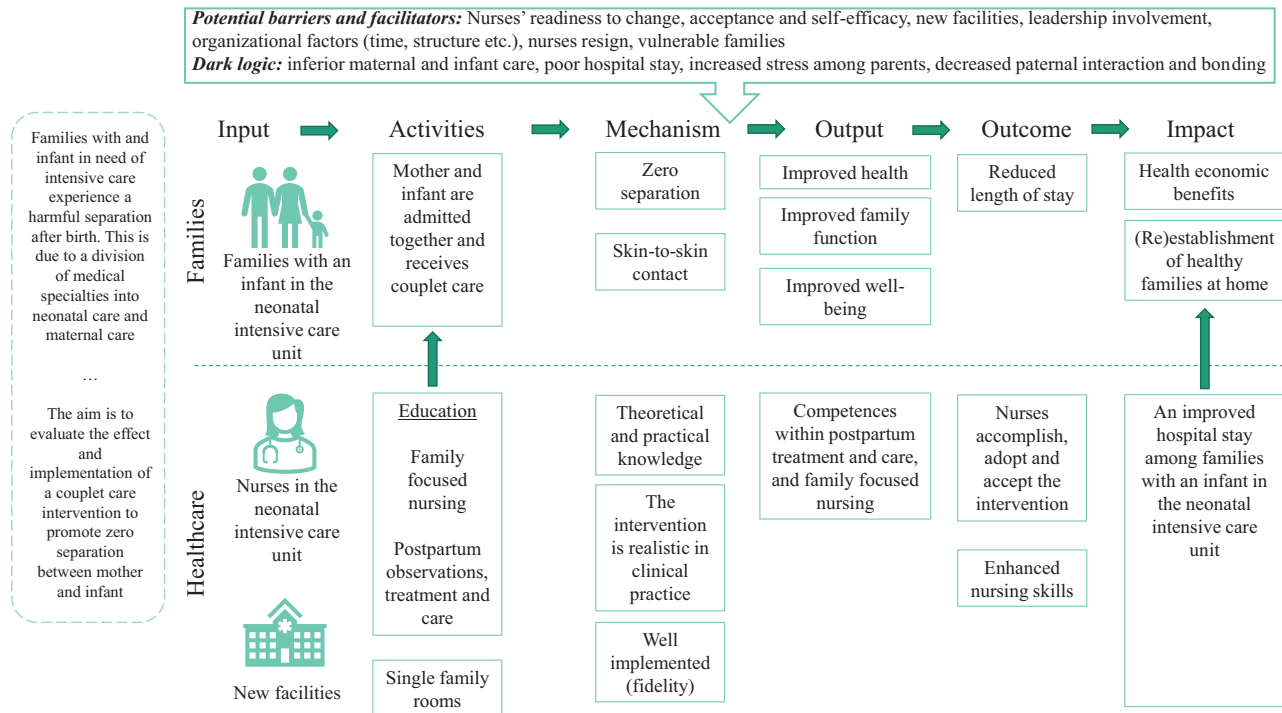 Potential barriers and facilitators: Nurses' readiness to change, acceptance and self-efficacy, new facilities, leadership involvement,
organizational factors (time, structure etc.), nurses resign, vulnerable families
Dark logic: inferior maternal and infant care, poor hospital stay, increased stress among parents, decreased paternal interaction and bonding
Families with and
infant in need of
intensive care
experience a
harmful separation
after birth. This is
due to a division of
medical
specialties into
neonatal care and
maternal care
…
The aim is to
evaluate the effect
and
implementation of
a couplet care
intervention to
promote zero
separation
between mother
and infant
Input
Activities
Mechanism
Output
Outcome
Impact
Families
Families with an
infant in the
neonatal
intensive care
unit
Mother and
infant are
admitted
together and
receives
couplet care
Zero
separation
Skin-to-skin
contact
Improved health
Improved family
function
Improved well-
being
Reduced
length of stay
Health economic
benefits
(Re)establishment
of healthy
families at home
Healthcare
Nurses in the
neonatal
intensive care
unit
New facilities
Education
Family
focused
nursing
Postpartum
observations,
treatment and
care
Single family
rooms
Theoretical
and practical
knowledge
The
intervention
is realistic in
clinical
practice
Well
implemented
(fidelity)
Competences
within postpartum
treatment and care,
and family focused
nursing
Nurses
accomplish,
adopt and
accept the
intervention
Enhanced
nursing skills
An improved
hospital stay
among families
with an infant in
the neonatal
intensive care
unit